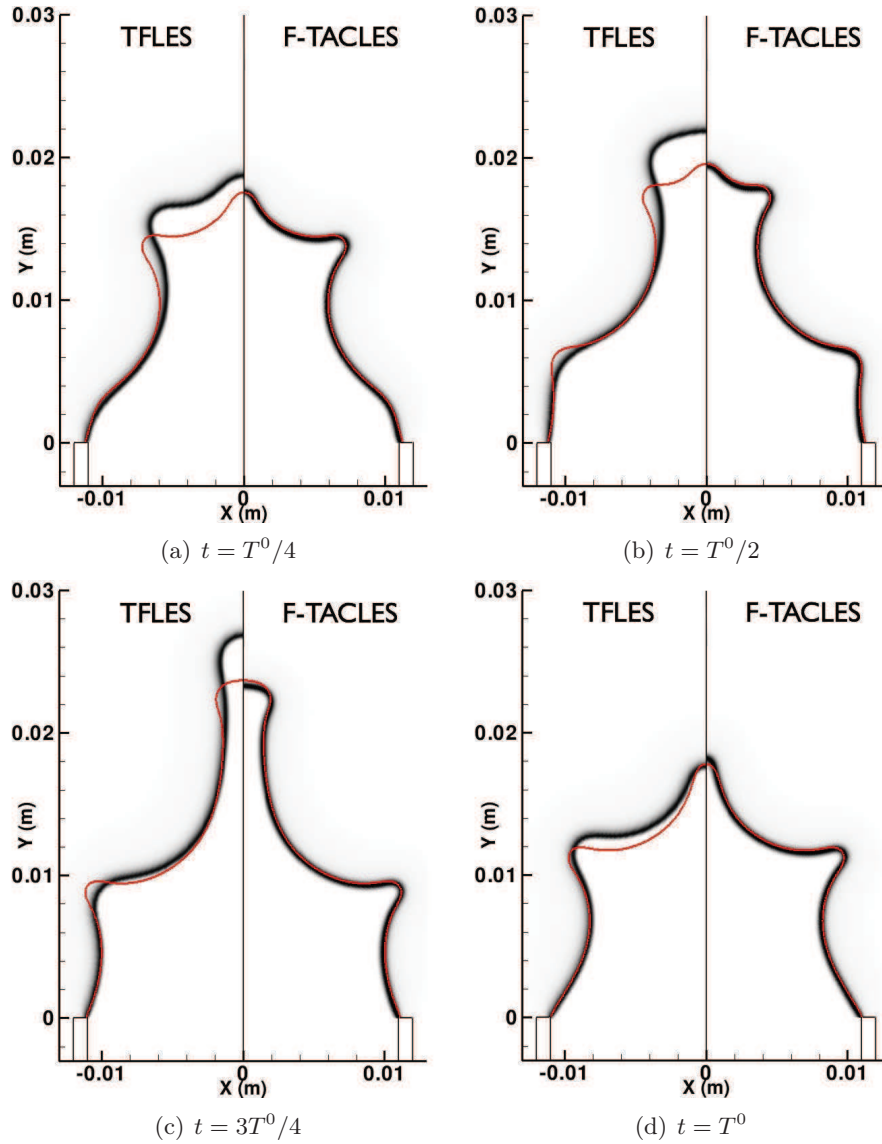 0.03
TFLES
F-TACLES
0.02
Y (m)
0.01
0
-0.01
0
0.01
X (m)
(a) t = T⁰/4
0.03
TFLES
F-TACLES
0.02
Y (m)
0.01
0
-0.01
0
0.01
X (m)
(b) t = T⁰/2
0.03
TFLES
F-TACLES
0.02
Y (m)
0.01
0
-0.01
0
0.01
X (m)
(c) t = 3T⁰/4
0.03
TFLES
F-TACLES
0.02
Y (m)
0.01
0
-0.01
0
0.01
X (m)
(d) t = T⁰